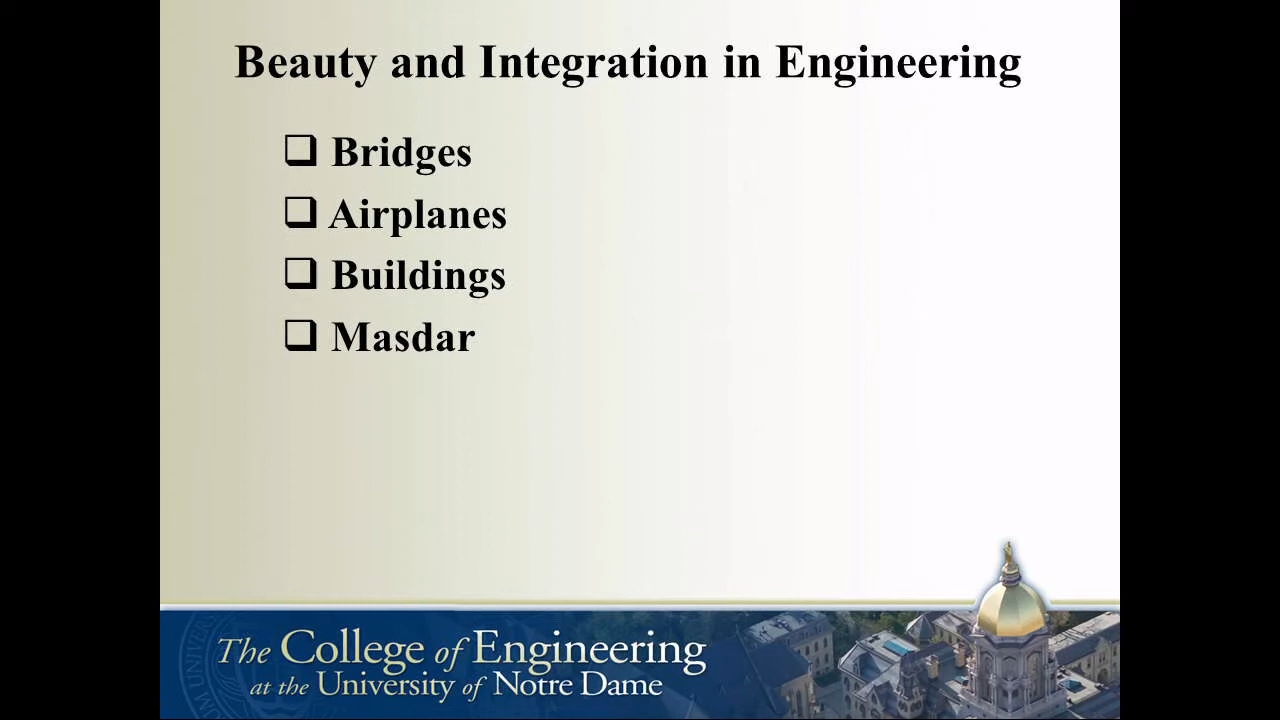 Beauty and Integration in Engineering
❑ Bridges
❑ Airplanes
❑ Buildings
❑ Masdar
The College of Engineering
at the University of Notre Dame